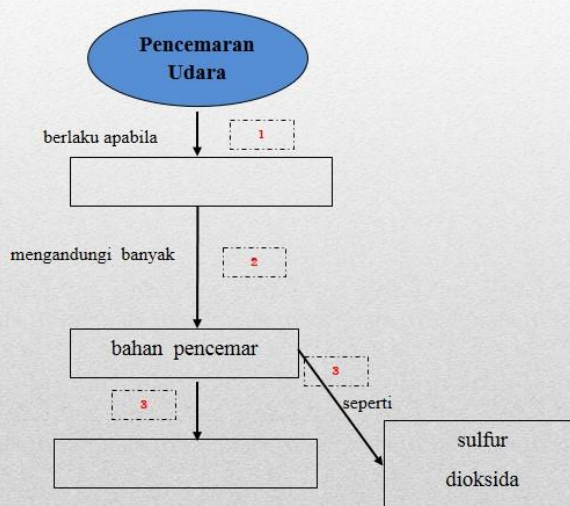 Pencemaran
Udara
berlaku apabila
1
mengandungi banyak
2
bahan pencemar
3
3
seperti
sulfur
dioksida